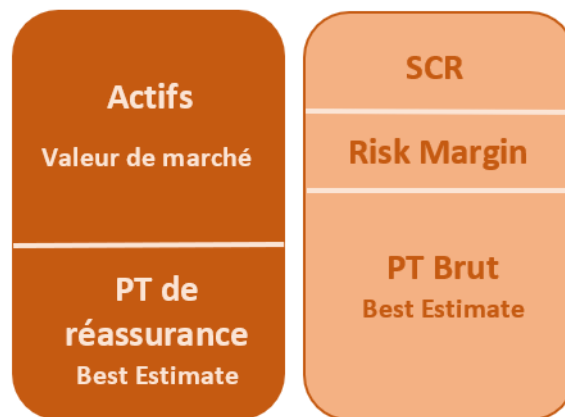 Actifs
Valeur de marché
PT de
réassurance
Best Estimate
SCR
Risk Margin
PT Brut
Best Estimate